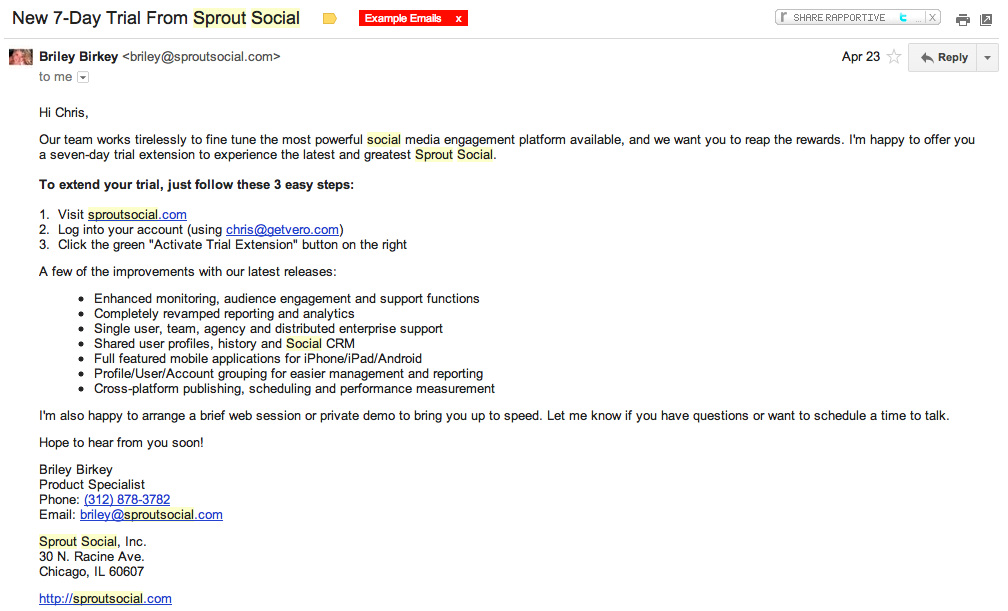 New 7-Day Trial From Sprout Social
Example Emails x
SHARE RAPPORTIVE t ... X
Briley Birkey <briley@sproutsocial.com>
Apr 23
Reply
to me
Hi Chris,
Our team works tirelessly to fine tune the most powerful social media engagement platform available, and we want you to reap the rewards. I'm happy to offer you
a seven-day trial extension to experience the latest and greatest Sprout Social.
To extend your trial, just follow these 3 easy steps:
1. Visit sproutsocial.com
2. Log into your account (using chris@getvero.com)
3. Click the green "Activate Trial Extension" button on the right
A few of the improvements with our latest releases:
• Enhanced monitoring, audience engagement and support functions
• Completely revamped reporting and analytics
• Single user, team, agency and distributed enterprise support
• Shared user profiles, history and Social CRM
• Full featured mobile applications for iPhone/iPad/Android
• Profile/User/Account grouping for easier management and reporting
• Cross-platform publishing, scheduling and performance measurement
I'm also happy to arrange a brief web session or private demo to bring you up to speed. Let me know if you have questions or want to schedule a time to talk.
Hope to hear from you soon!
Briley Birkey
Product Specialist
Phone: (312) 878-3782
Email: briley@sproutsocial.com
Sprout Social, Inc.
30 N. Racine Ave.
Chicago, IL 60607
http://sproutsocial.com